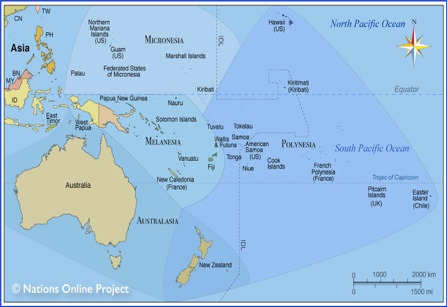 CN
TW
Asia
PH
BN
MY
ID
East
Timor
West
Papua
Northern
Mariana
Islands
(US)
Guam
(US)
MICRONESIA
Marshall Islands
Federated States
of Micronesia
Palau
Kiribati
IDL
Hawaii
(US)
North Pacific Ocean
N
Kiritimati
(Kiribati)
Equator
Papua New Guinea
Nauru
Solomon Islands
MELANESIA
Tuvalu
Tokelau
Wallis
& Futuna
Samoa
American
Samoa
(US)
POLYNESIA
South Pacific Ocean
Vanuatu
Fiji
Tonga
Niue
Cook
Islands
French
Polynesia
(France)
New Caledonia
(France)
Tropic of Capricorn
Pitcairn
Islands
(UK)
Easter
Island
(Chile)
Australia
AUSTRALASIA
IDL
New Zealand
0 1000 2000 km
0 1500 mi
© Nations Online Project